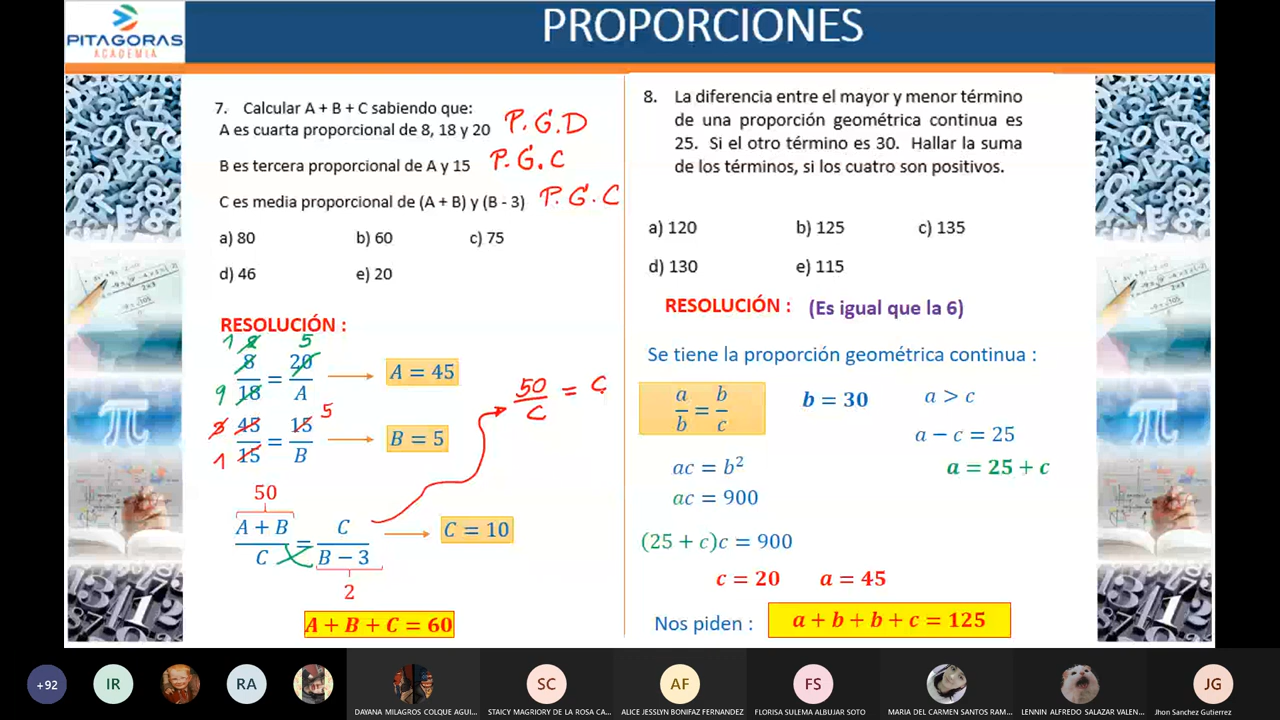 PITAGORAS
ACADEMIA
PROPORCIONES
7. Calcular A + B + C sabiendo que:
A es cuarta proporcional de 8, 18 y 20 P.G.D
B es tercera proporcional de A y 15 P.G.C
C es media proporcional de (A + B) y (B - 3) P.G.C
a) 80 b) 60 c) 75
d) 46 e) 20
RESOLUCIÓN :
8/18 = 20/A A = 45
9 5
45/15 = 15/B B = 5
1 5
50/C = C
50
A + B/C = C/B − 3 C = 10
2
A + B + C = 60
8. La diferencia entre el mayor y menor término
de una proporción geométrica continua es
25. Si el otro término es 30. Hallar la suma
de los términos, si los cuatro son positivos.
a) 120 b) 125 c) 135
d) 130 e) 115
RESOLUCIÓN : (Es igual que la 6)
Se tiene la proporción geométrica continua :
a/b = b/c b = 30 a > c
a − c = 25
ac = b² a = 25 + c
ac = 900
(25 + c)c = 900
c = 20 a = 45
Nos piden : a + b + b + c = 125
+92 IR RA SC AF FS JG
DAYANA MILAGROS COLQUE AGUI...
STAICY MAGRIORY DE LA ROSA CA...
ALICE JESSLYN BONIFAZ FERNANDEZ
FLORISA SULEMA ALBUJAR SOTO
MARIA DEL CARMEN SANTOS RAM...
LENNIN ALFREDO SALAZAR VALEN...
Jhon Sanchez Gutierrez